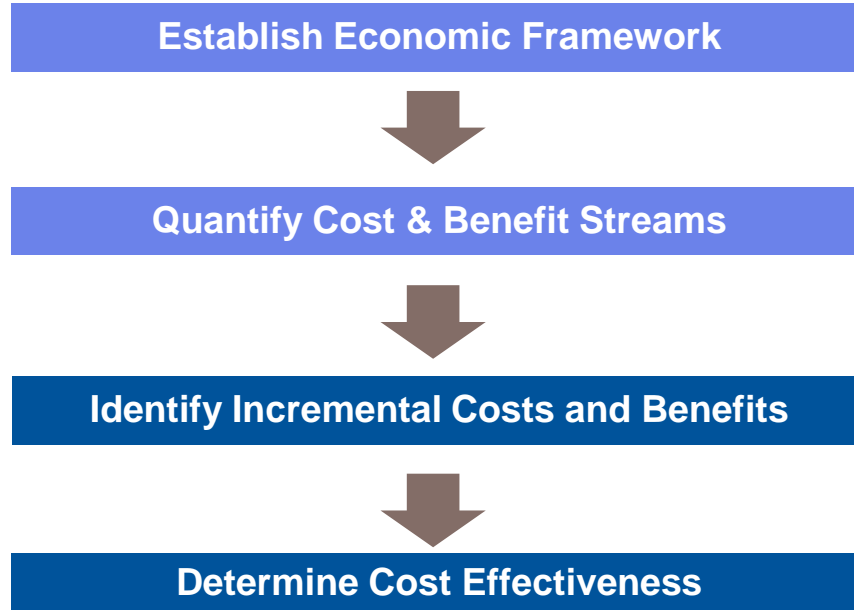 Establish Economic Framework
Quantify Cost & Benefit Streams
Identify Incremental Costs and Benefits
Determine Cost Effectiveness